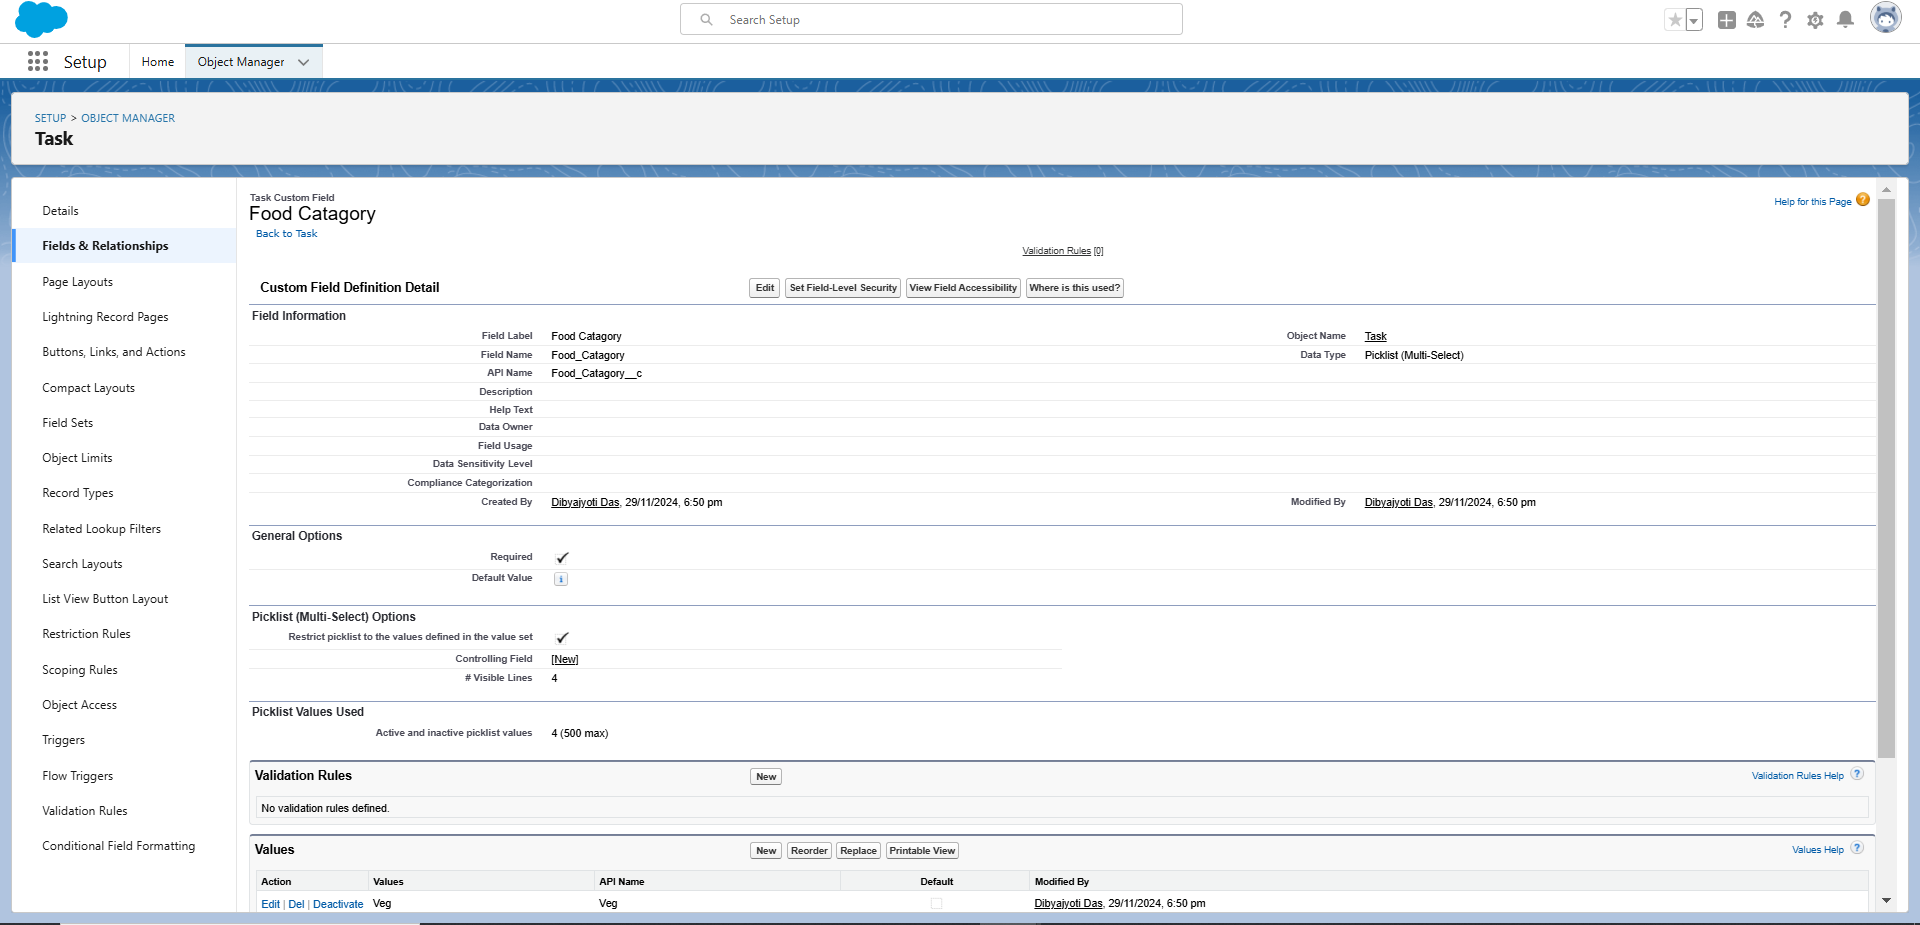 Search Setup
Setup
Home
Object Manager
SETUP > OBJECT MANAGER
Task
Details
Fields & Relationships
Page Layouts
Lightning Record Pages
Buttons, Links, and Actions
Compact Layouts
Field Sets
Object Limits
Record Types
Related Lookup Filters
Search Layouts
List View Button Layout
Restriction Rules
Scoping Rules
Object Access
Triggers
Flow Triggers
Validation Rules
Conditional Field Formatting
Task Custom Field
Food Catagory
Back to Task
Help for this Page
Validation Rules [0]
Custom Field Definition Detail Edit Set Field-Level Security View Field Accessibility Where is this used?
Field Information
Field Label Food Catagory Object Name Task
Field Name Food_Catagory Data Type Picklist (Multi-Select)
API Name Food_Catagory__c
Description
Help Text
Data Owner
Field Usage
Data Sensitivity Level
Compliance Categorization
Created By Dibyajyoti Das, 29/11/2024, 6:50 pm Modified By Dibyajyoti Das, 29/11/2024, 6:50 pm
General Options
Required
Default Value
Picklist (Multi-Select) Options
Restrict picklist to the values defined in the value set
Controlling Field [New]
# Visible Lines 4
Picklist Values Used
Active and inactive picklist values 4 (500 max)
Validation Rules New Validation Rules Help ?
No validation rules defined.
Values New Reorder Replace Printable View Values Help ?
Action Values API Name Default Modified By
Edit | Del | Deactivate Veg Veg Dibyajyoti Das, 29/11/2024, 6:50 pm